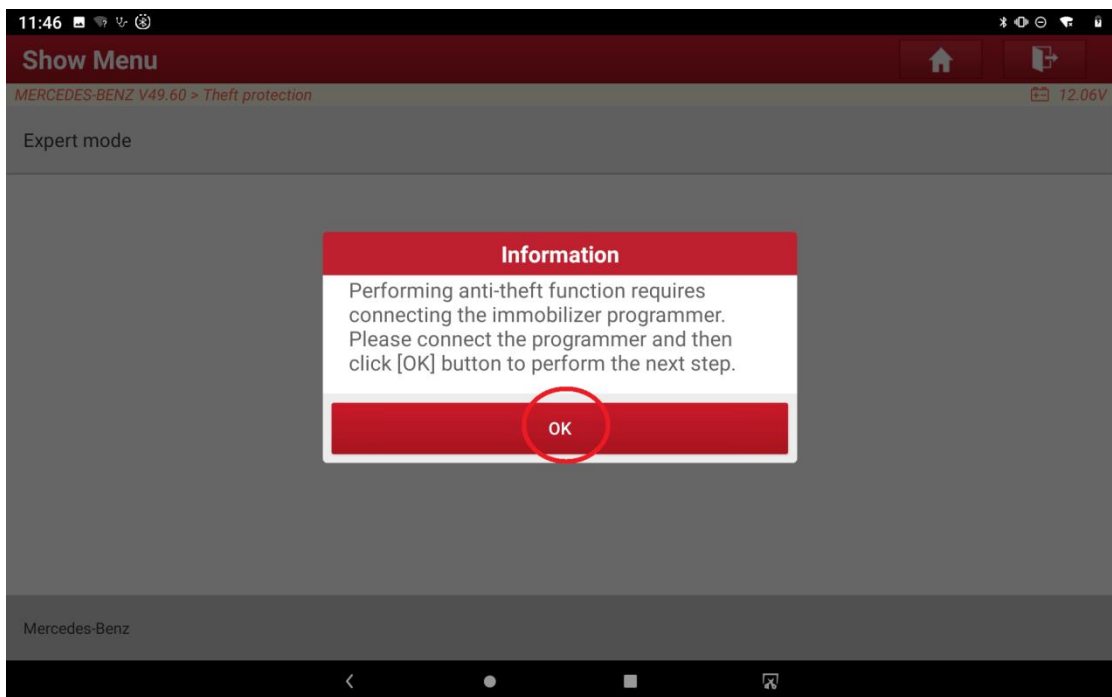 11:46
Show Menu
MERCEDES-BENZ V49.60 > Theft protection
12.06V
Expert mode
Information
Performing anti-theft function requires
connecting the immobilizer programmer.
Please connect the programmer and then
click [OK] button to perform the next step.
OK
Mercedes-Benz